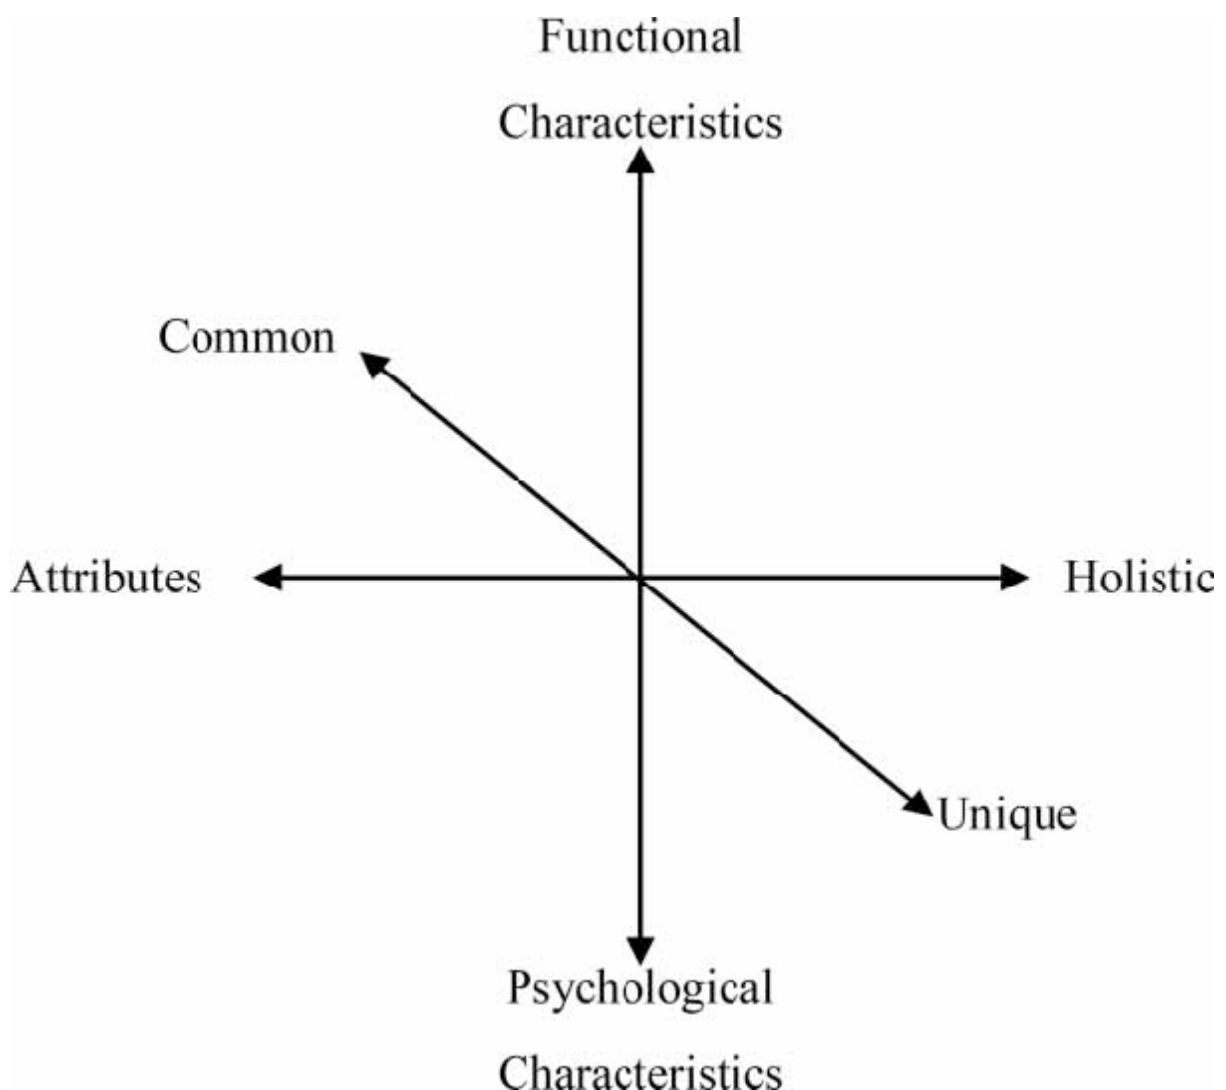 Functional
Characteristics
Common
Attributes
Holistic
Unique
Psychological
Characteristics